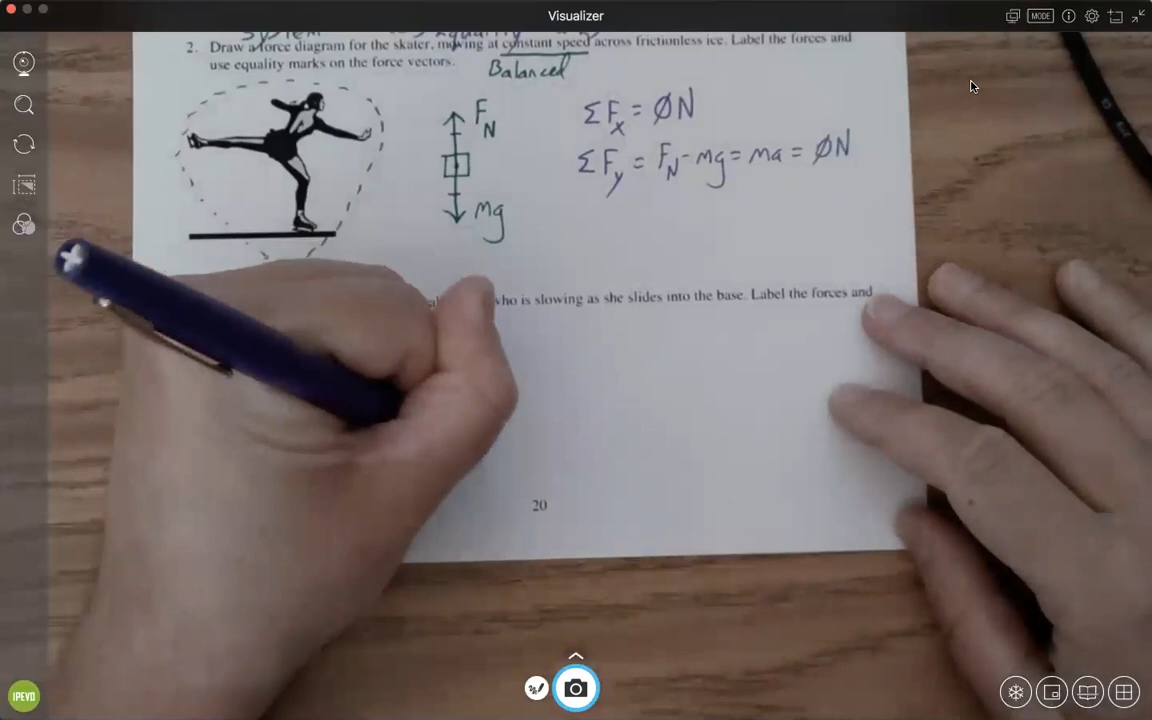 Visualizer
MODE
System
2. Draw a force diagram for the skater, moving at constant speed across frictionless ice. Label the forces and
use equality marks on the force vectors.
Balanced
F_N
mg
ΣF_x = ∅N
ΣF_y = F_N - mg = ma = ∅N
who is slowing as she slides into the base. Label the forces and
20
IPEVO